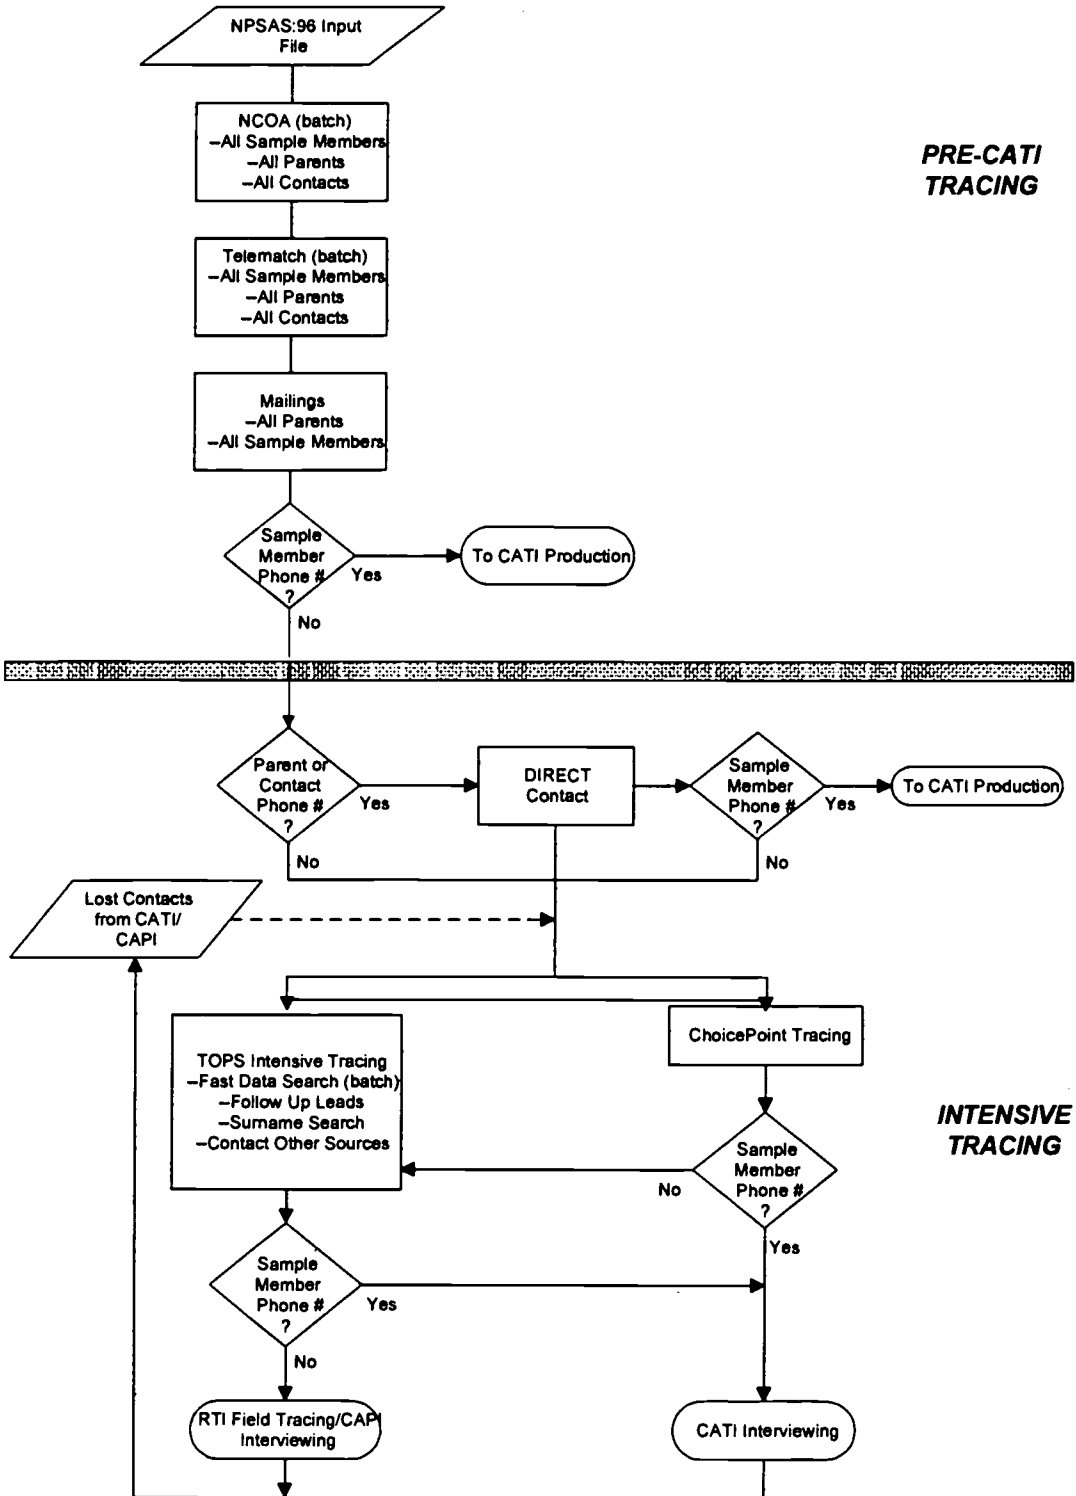 NPSAS:96 Input
File
NCOA (batch)
–All Sample Members
–All Parents
–All Contacts
PRE-CATI
TRACING
Telematch (batch)
–All Sample Members
–All Parents
–All Contacts
Mailings
–All Parents
–All Sample Members
Sample
Member
Phone #
?
Yes
To CATI Production
No
Parent or
Contact
Phone #
?
Yes
No
DIRECT
Contact
Sample
Member
Phone #
?
Yes
No
To CATI Production
Lost Contacts
from CATI/
CAPI
TOPS Intensive Tracing
–Fast Data Search (batch)
–Follow Up Leads
–Surname Search
–Contact Other Sources
ChoicePoint Tracing
INTENSIVE
TRACING
Sample
Member
Phone #
?
No
Yes
Sample
Member
Phone #
?
Yes
No
RTI Field Tracing/CAPI
Interviewing
CATI Interviewing